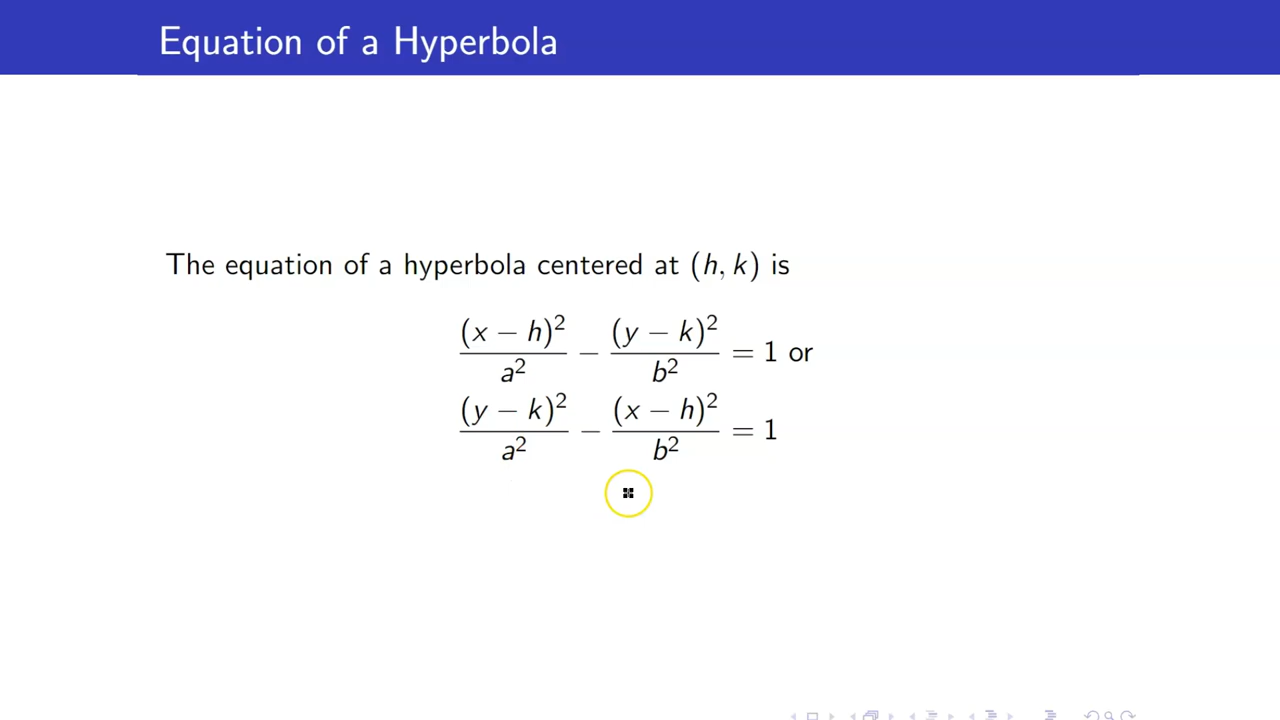 Equation of a Hyperbola
The equation of a hyperbola centered at (h, k) is
(x − h)²/a² − (y − k)²/b² = 1 or
(y − k)²/a² − (x − h)²/b² = 1